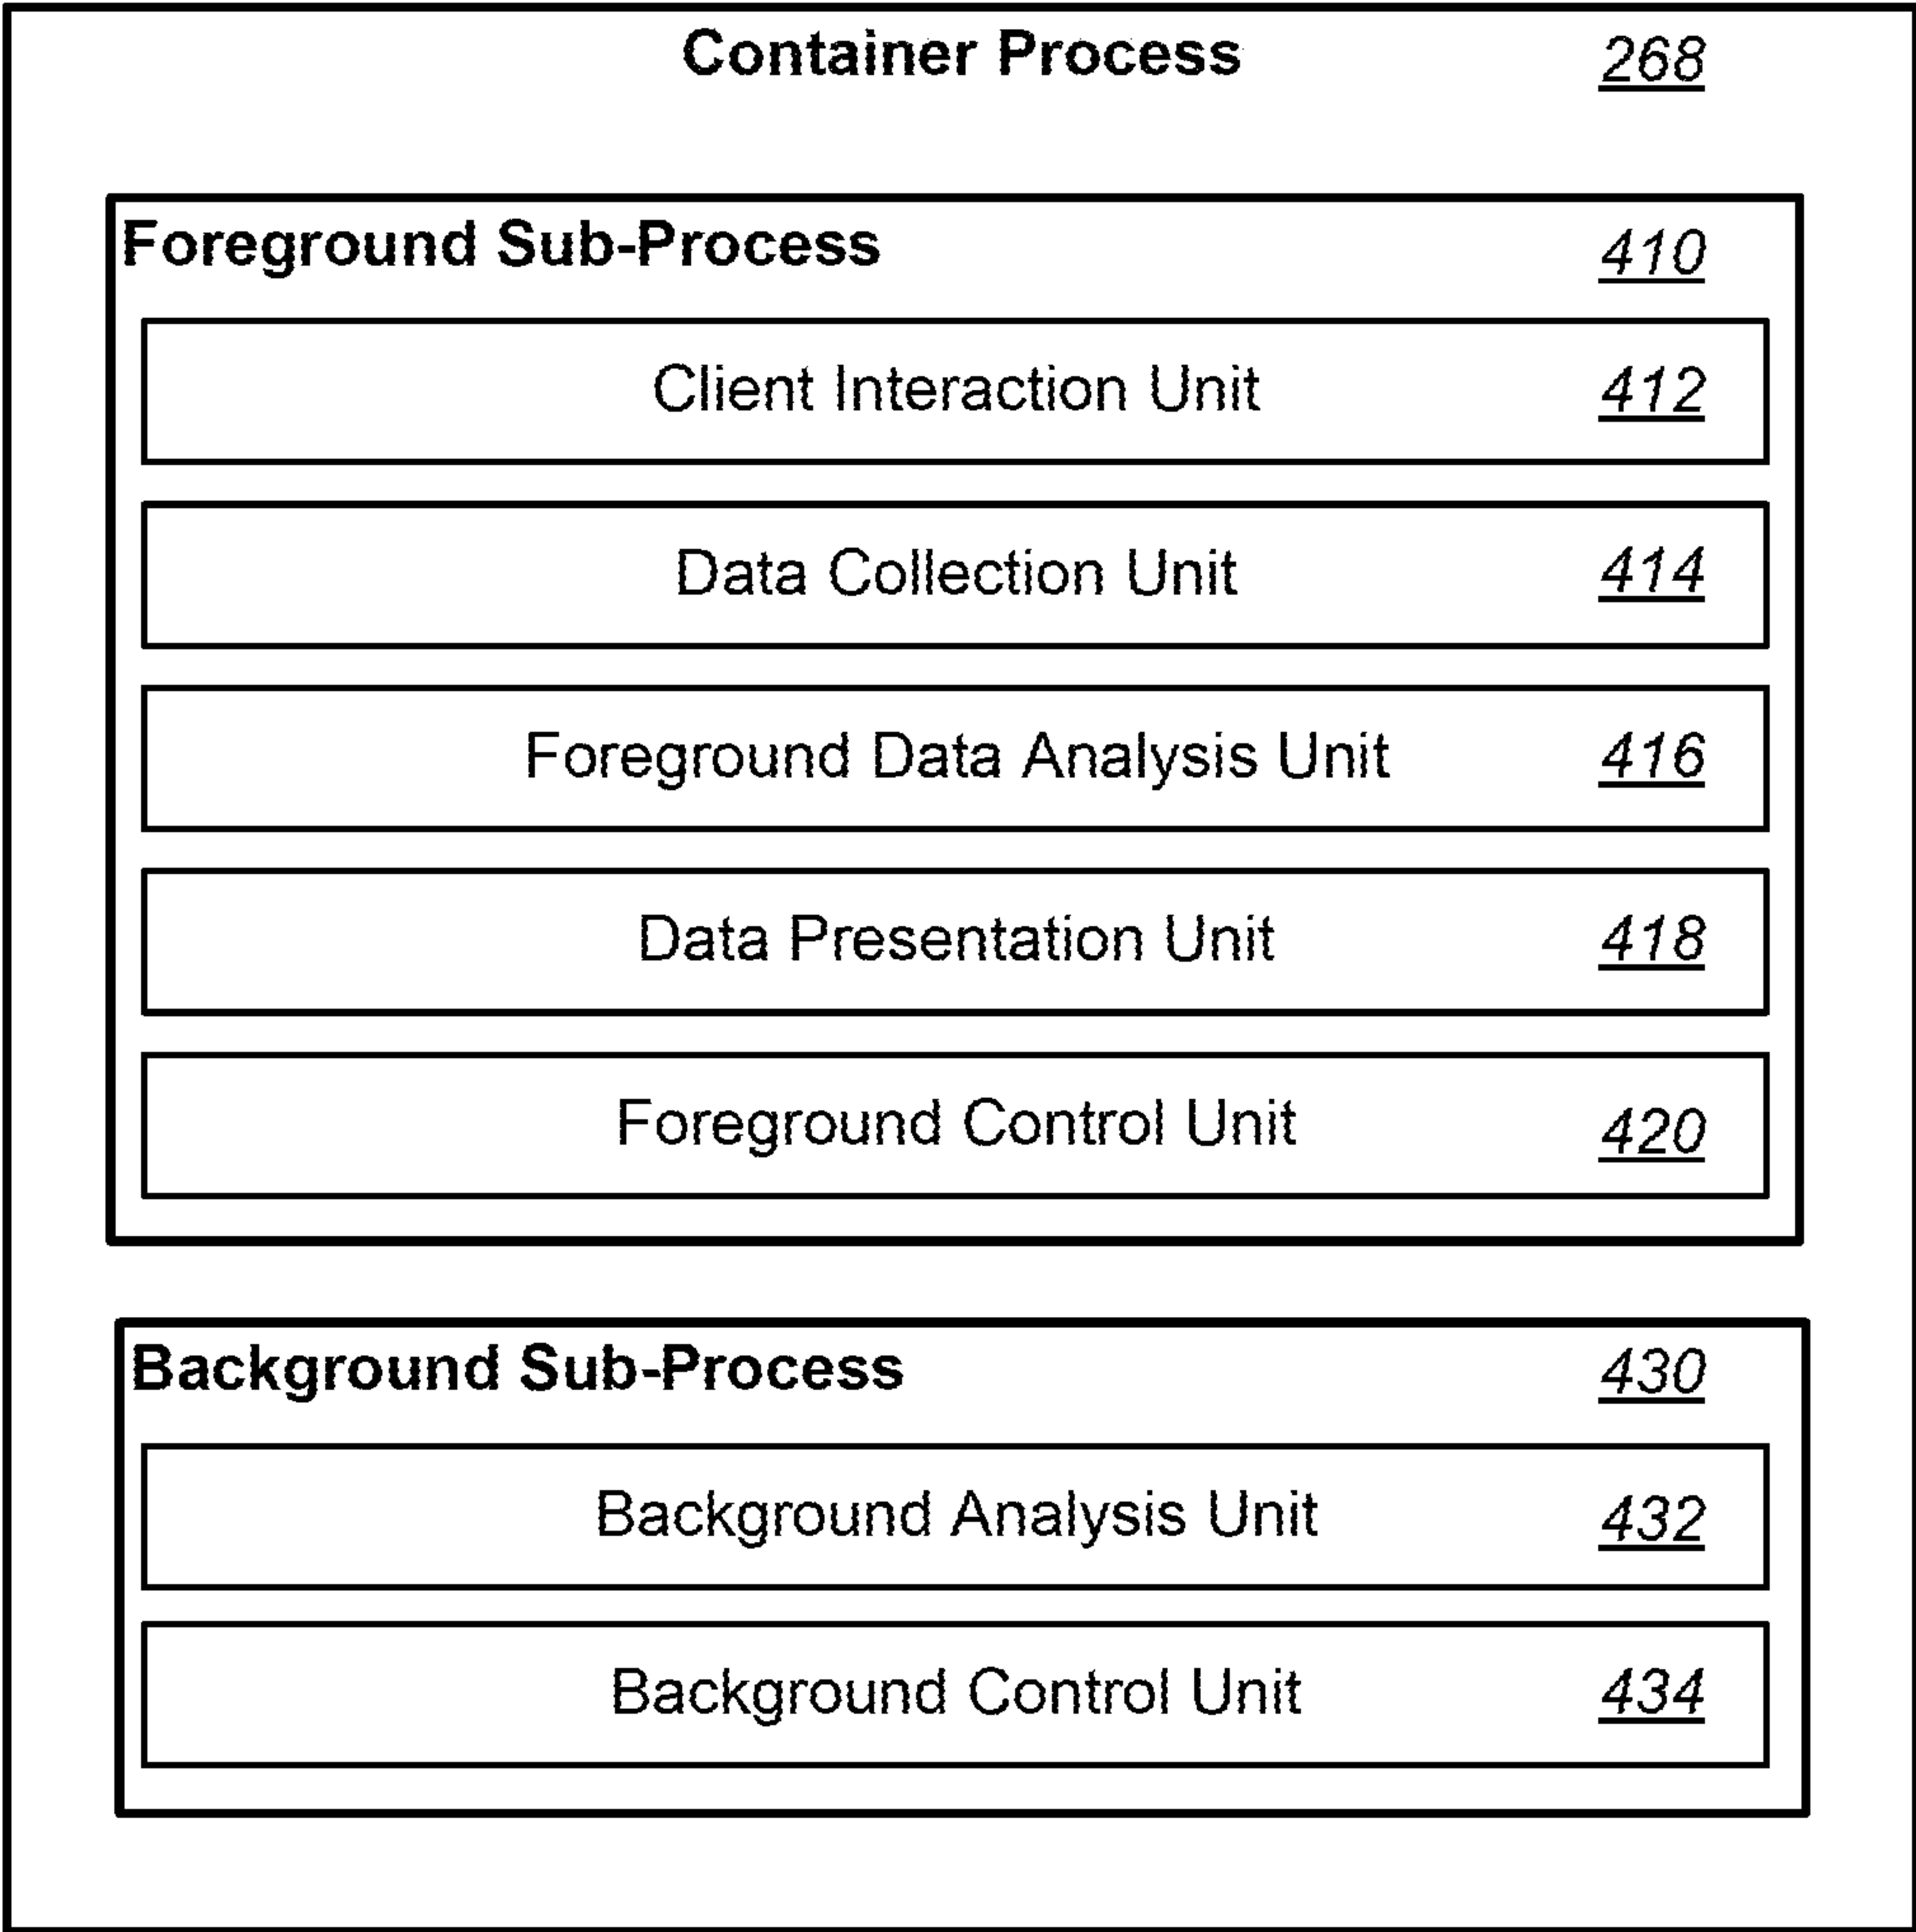 Container Process 268
Foreground Sub-Process 410
Client Interaction Unit 412
Data Collection Unit 414
Foreground Data Analysis Unit 416
Data Presentation Unit 418
Foreground Control Unit 420
Background Sub-Process 430
Background Analysis Unit 432
Background Control Unit 434